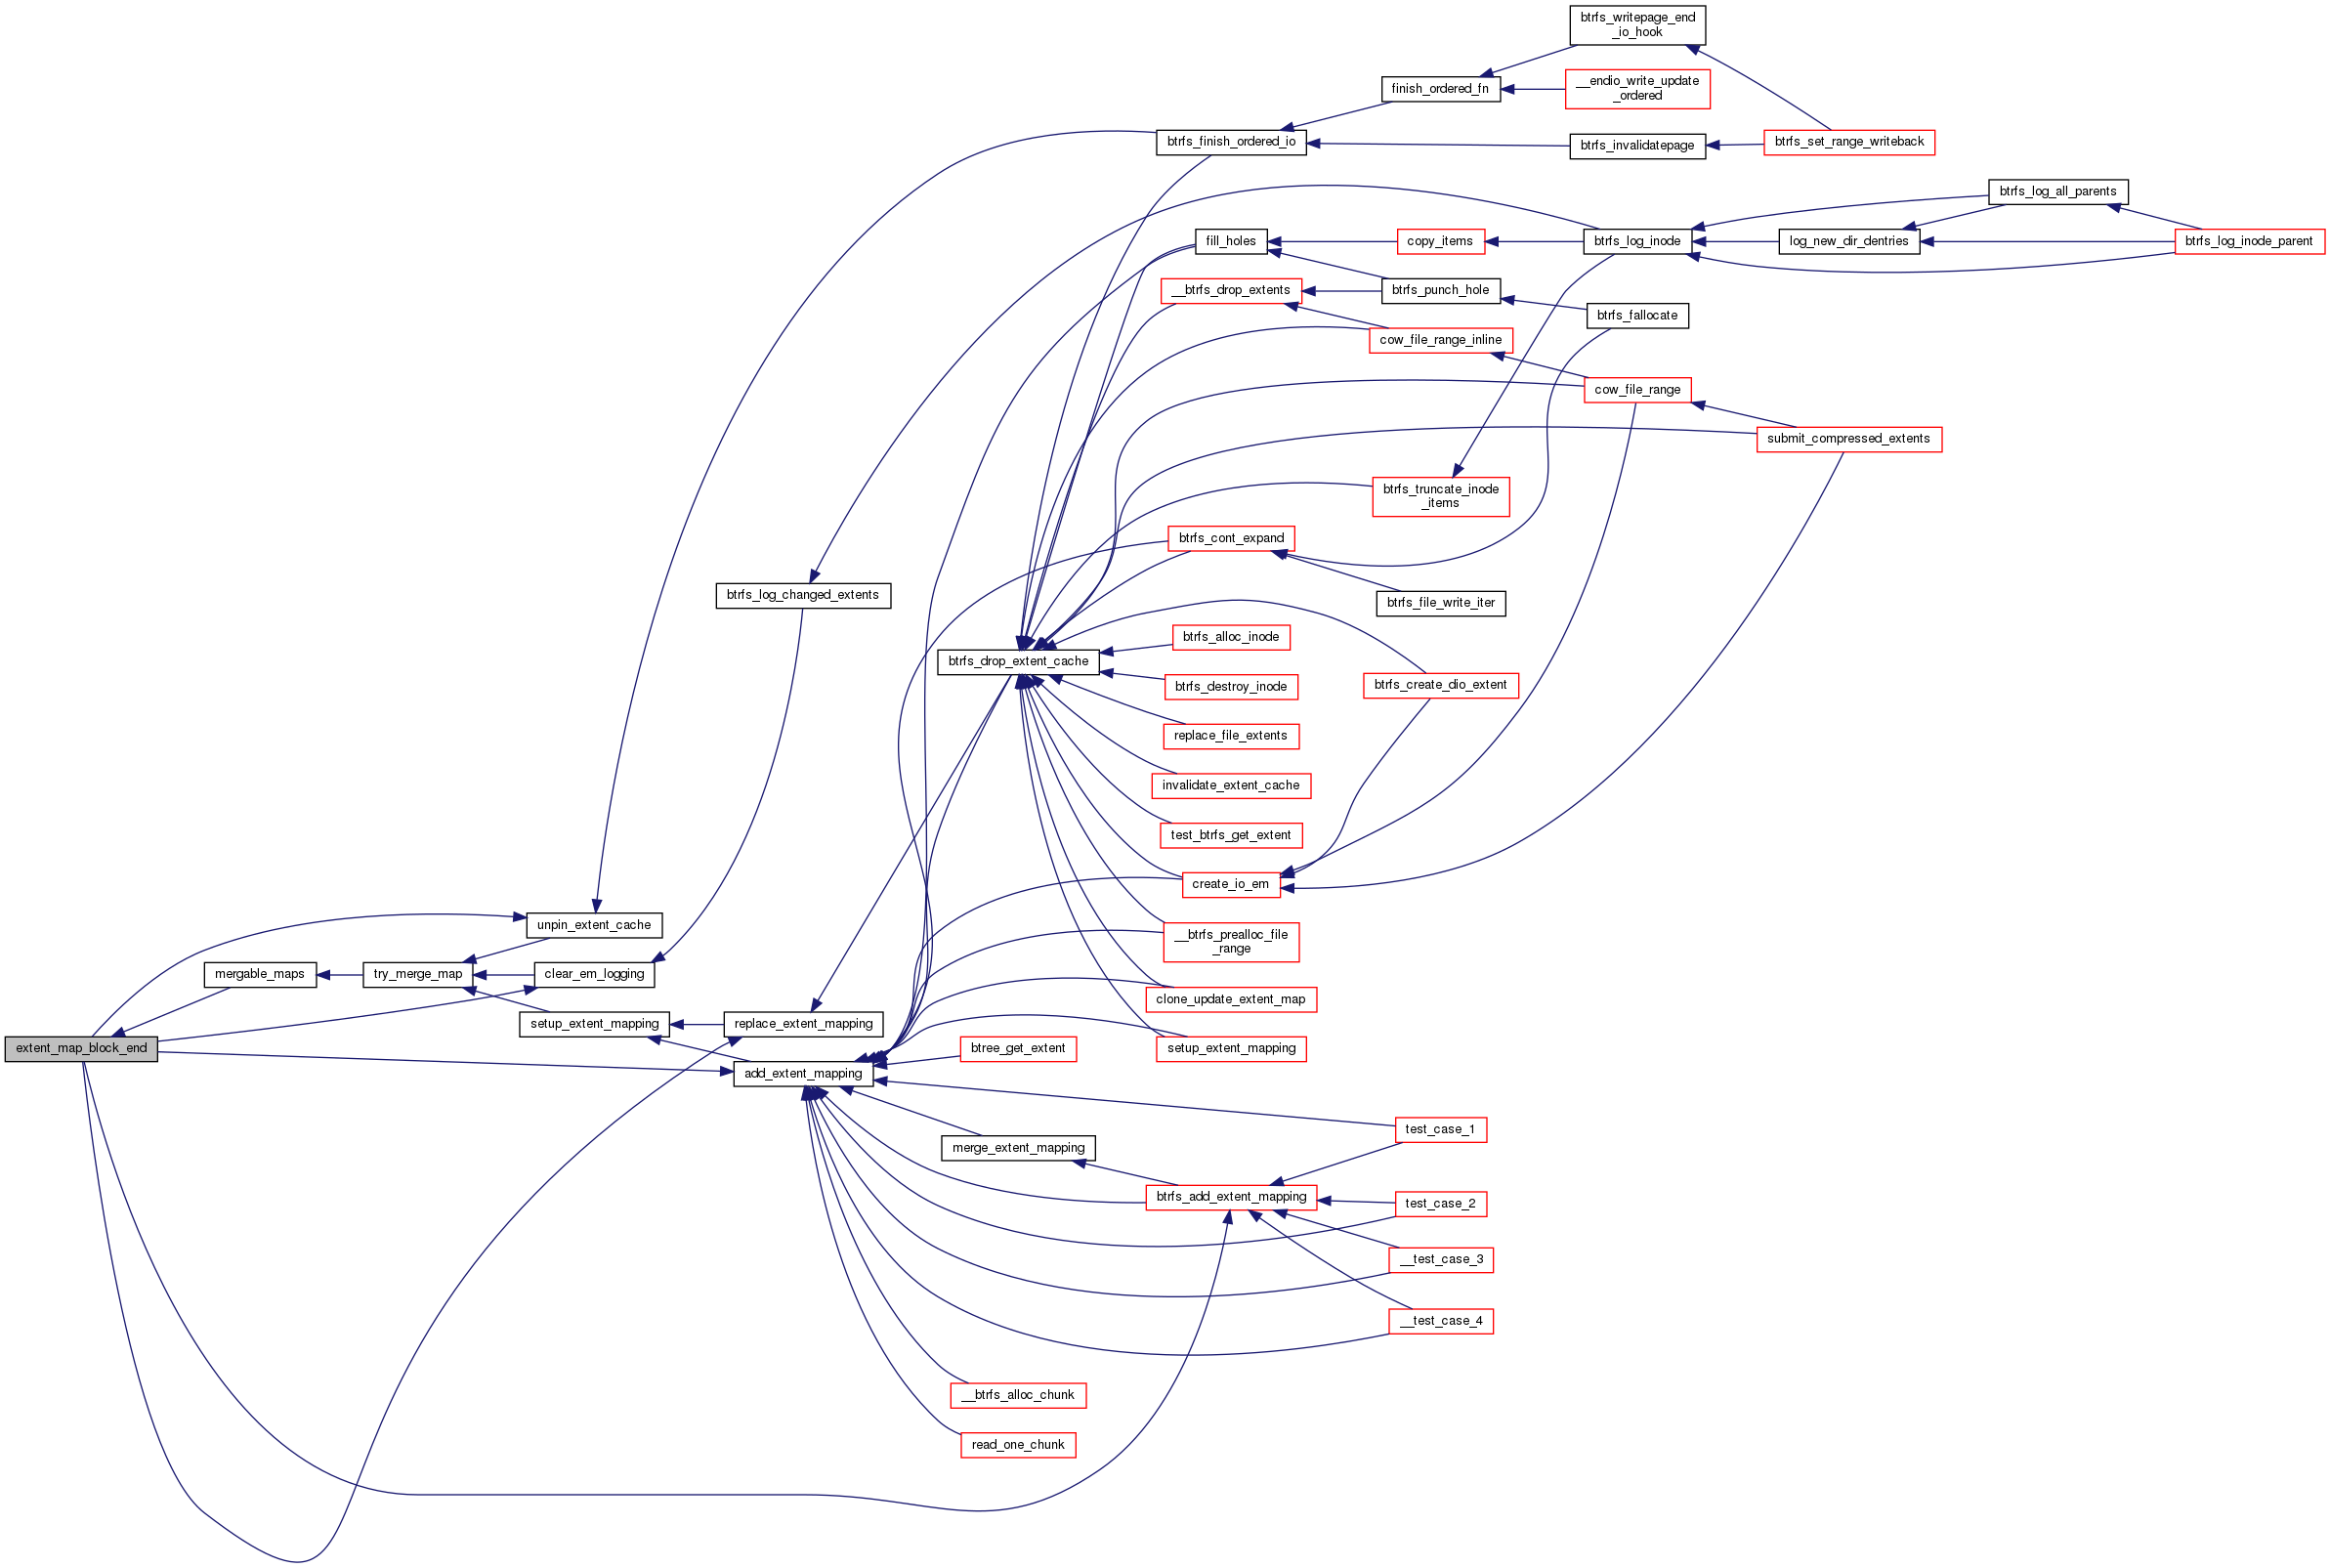 btrfs_writepage_end
_io_hook
finish_ordered_fn
__endio_write_update
_ordered
btrfs_finish_ordered_io
btrfs_invalidatepage
btrfs_set_range_writeback
btrfs_log_all_parents
fill_holes
copy_items
btrfs_log_inode
log_new_dir_dentries
btrfs_log_inode_parent
__btrfs_drop_extents
btrfs_punch_hole
btrfs_fallocate
cow_file_range_inline
cow_file_range
submit_compressed_extents
btrfs_truncate_inode
_items
btrfs_cont_expand
btrfs_log_changed_extents
btrfs_file_write_iter
btrfs_alloc_inode
btrfs_drop_extent_cache
btrfs_destroy_inode
btrfs_create_dio_extent
replace_file_extents
invalidate_extent_cache
test_btrfs_get_extent
create_io_em
unpin_extent_cache
__btrfs_prealloc_file
_range
mergable_maps
try_merge_map
clear_em_logging
clone_update_extent_map
setup_extent_mapping
replace_extent_mapping
extent_map_block_end
btree_get_extent
setup_extent_mapping
add_extent_mapping
test_case_1
merge_extent_mapping
btrfs_add_extent_mapping
test_case_2
__test_case_3
__test_case_4
__btrfs_alloc_chunk
read_one_chunk